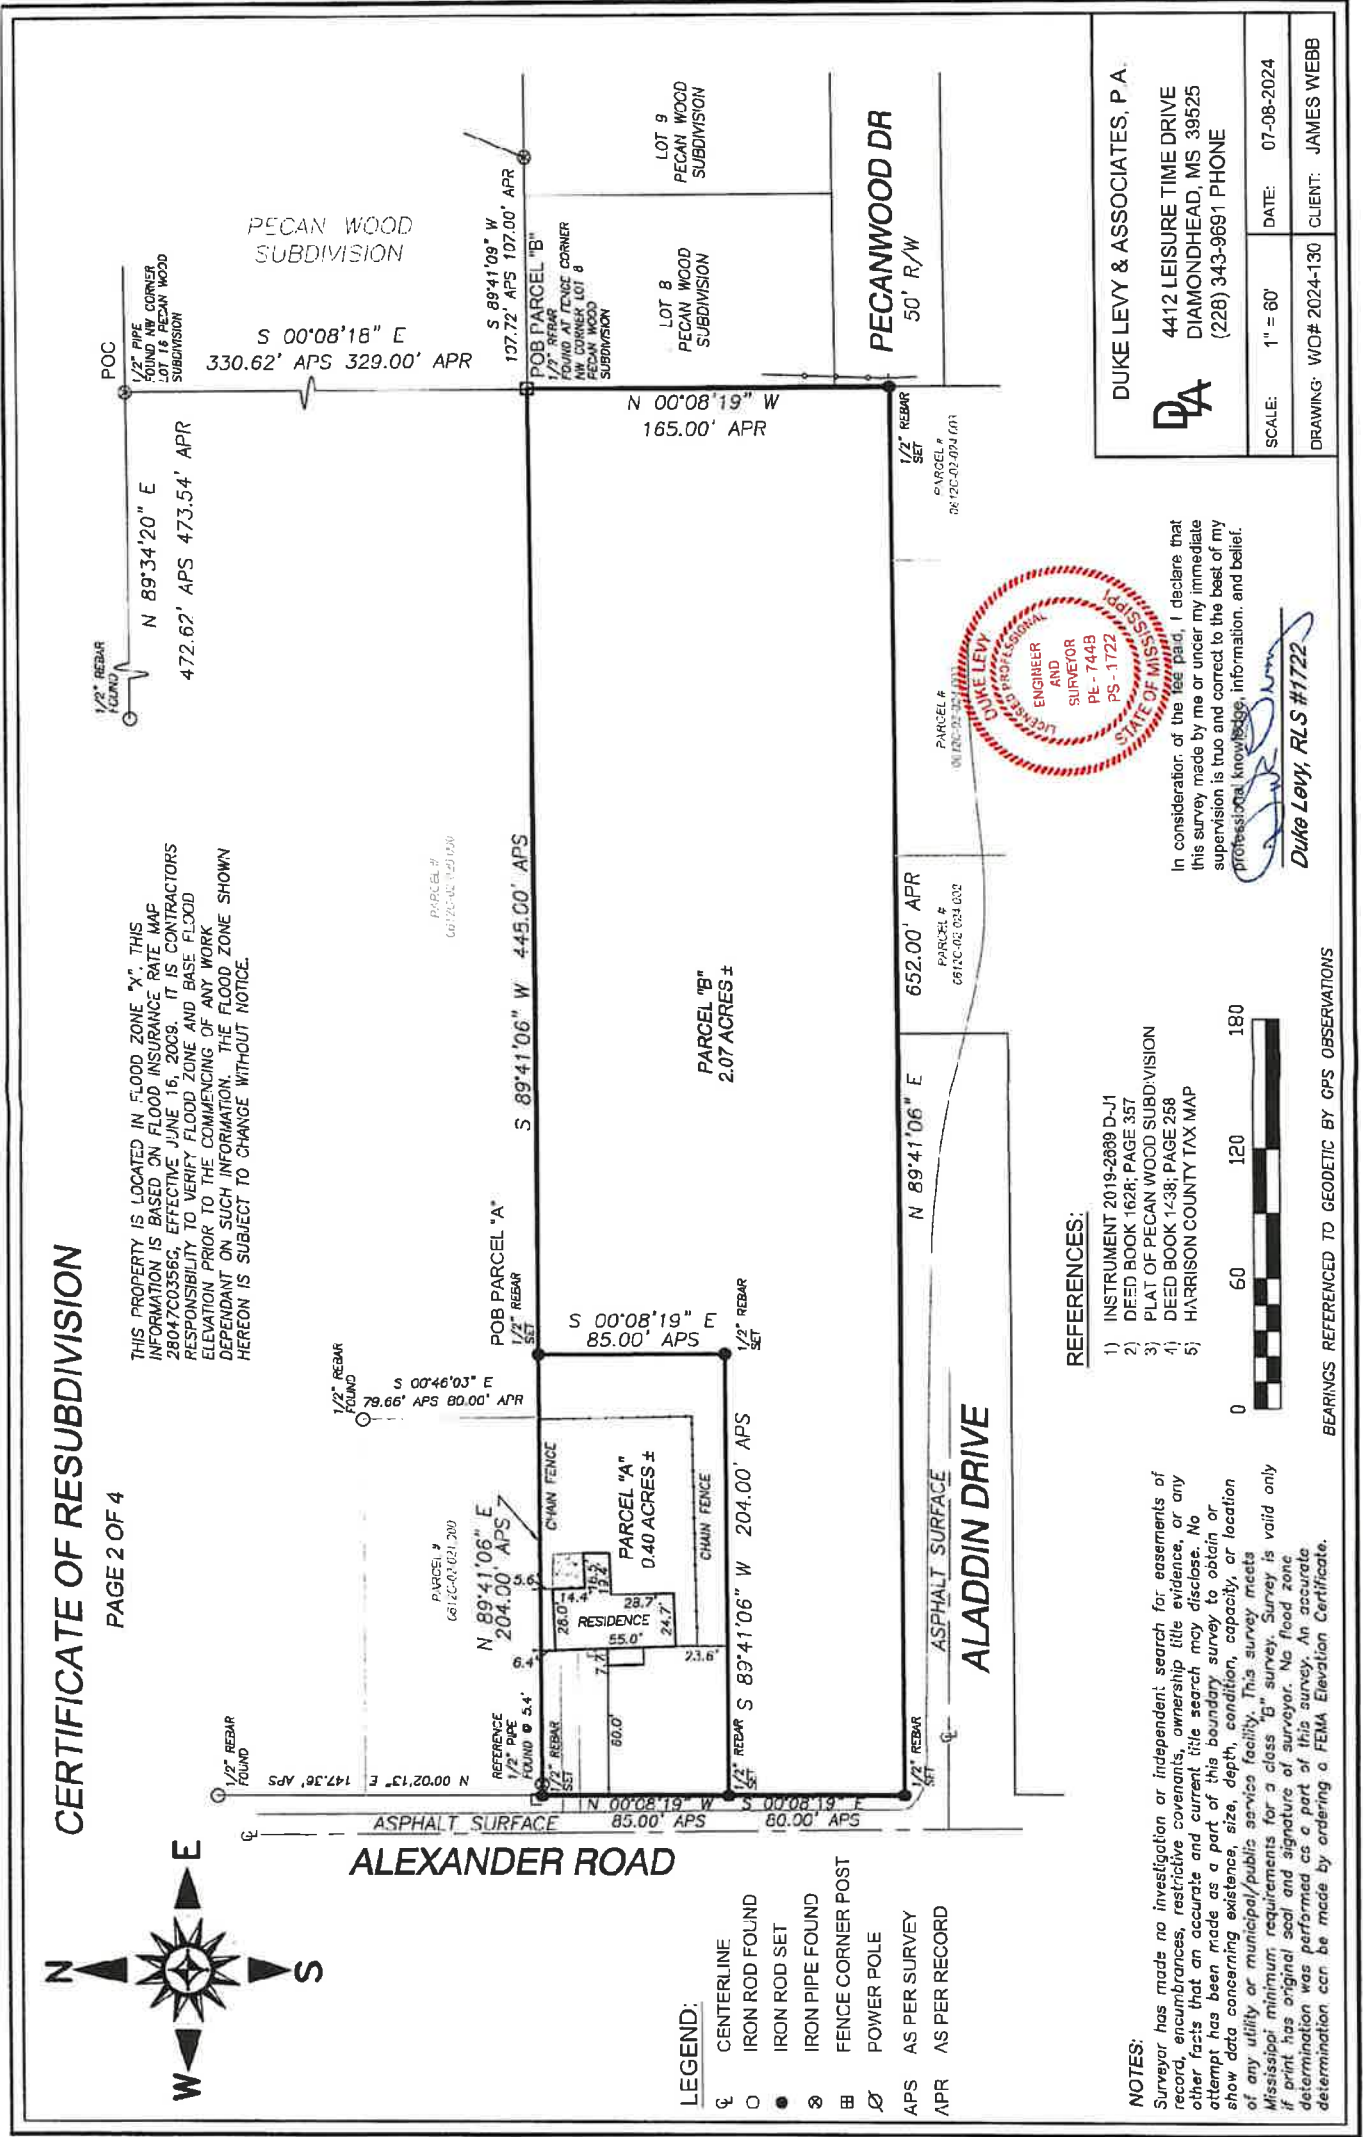 CERTIFICATE OF RESUBDIVISION
PAGE 2 OF 4
N
W
E
S
THIS PROPERTY IS LOCATED IN FLOOD ZONE "X". THIS
INFORMATION IS BASED ON FLOOD INSURANCE RATE MAP
28047C0356G, EFFECTIVE JUNE 16, 2009. IT IS CONTRACTORS
RESPONSIBILITY TO VERIFY FLOOD ZONE AND BASE FLOOD
ELEVATION PRIOR TO THE COMMENCING OF ANY WORK
DEPENDANT ON SUCH INFORMATION. THE FLOOD ZONE SHOWN
HEREON IS SUBJECT TO CHANGE WITHOUT NOTICE.
1/2" REBAR
FOUND
N 89°34'20" E
472.62' APS 473.54' APR
POC
1/2" PIPE
FOUND NW CORNER
LOT 16 PECAN WOOD
SUBDIVISION
S 00°08'18" E
330.62' APS 329.00' APR
PECAN WOOD
SUBDIVISION
S 89°41'09" W
107.72' APS 107.00' APR
POB PARCEL "B"
1/2" REBAR
FOUND AT FENCE CORNER
NW CORNER LOT 8
PECAN WOOD
SUBDIVISION
LOT 8
PECAN WOOD
SUBDIVISION
LOT 9
PECAN WOOD
SUBDIVISION
PECANWOOD DR
50' R/W
N 00°08'19" W
165.00' APR
1/2" REBAR
SET
PARCEL #
0612C-02-024.003
PARCEL #
PARCEL #
0612C-02-024.002
PARCEL #
S 89°41'06" W 448.00' APS
PARCEL "B"
2.07 ACRES ±
N 89°41'06" E 652.00' APR
POB PARCEL "A"
1/2" REBAR
SET
S 00°08'19" E
85.00' APS
1/2" REBAR
SET
1/2" REBAR
FOUND
S 00°46'03" E
79.66' APS 80.00' APR
PARCEL #
0612C-02-021.000
N 89°41'06" E
204.00' APS
CHAIN FENCE
PARCEL "A"
0.40 ACRES ±
CHAIN FENCE
RESIDENCE
5.6'
14.4'
16.5'
12.4'
28.0'
28.7'
55.0'
24.7'
6.4'
7.7'
23.6'
60.0'
S 89°41'06" W 204.00' APS
1/2" REBAR
FOUND
N 00°02'13" E 147.36' APS
REFERENCE
1/2" PIPE
FOUND @ 5.4'
1/2" REBAR
SET
1/2" REBAR
SET
1/2" REBAR
SET
N 00°08'19" W
85.00' APS
S 00°08'19" E
80.00' APS
ASPHALT SURFACE
ALEXANDER ROAD
ASPHALT SURFACE
ALADDIN DRIVE
LEGEND:
℄ CENTERLINE
IRON ROD FOUND
IRON ROD SET
IRON PIPE FOUND
FENCE CORNER POST
POWER POLE
APS AS PER SURVEY
APR AS PER RECORD
REFERENCES:
1) INSTRUMENT 2019-2689 D-J1
2) DEED BOOK 1628; PAGE 357
3) PLAT OF PECAN WOOD SUBDIVISION
4) DEED BOOK 1438; PAGE 258
5) HARRISON COUNTY TAX MAP
0 60 120 180
BEARINGS REFERENCED TO GEODETIC BY GPS OBSERVATIONS
NOTES:
Surveyor has made no investigation or independent search for easements of
record, encumbrances, restrictive covenants, ownership title evidence, or any
other facts that an accurate and current title search may disclose. No
attempt has been made as a part of this boundary survey to obtain or
show data concerning existence, size, depth, condition, capacity, or location
of any utility or municipal/public service facility. This survey meets
Mississippi minimum requirements for a class "B" survey. Survey is valid only
if print has original seal and signature of surveyor. No flood zone
determination was performed as a part of this survey. An accurate
determination can be made by ordering a FEMA Elevation Certificate.
DUKE LEVY
LICENSED PROFESSIONAL
ENGINEER
AND
SURVEYOR
PE - 7448
PS - 1722
STATE OF MISSISSIPPI
In consideration of the fee paid, I declare that
this survey made by me or under my immediate
supervision is true and correct to the best of my
professional knowledge, information, and belief.
Duke Levy, RLS #1722
DUKE LEVY & ASSOCIATES, P.A.
DLA
4412 LEISURE TIME DRIVE
DIAMONDHEAD, MS 39525
(228) 343-9691 PHONE
SCALE: 1" = 60'
DATE: 07-08-2024
DRAWING: WO# 2024-130
CLIENT: JAMES WEBB